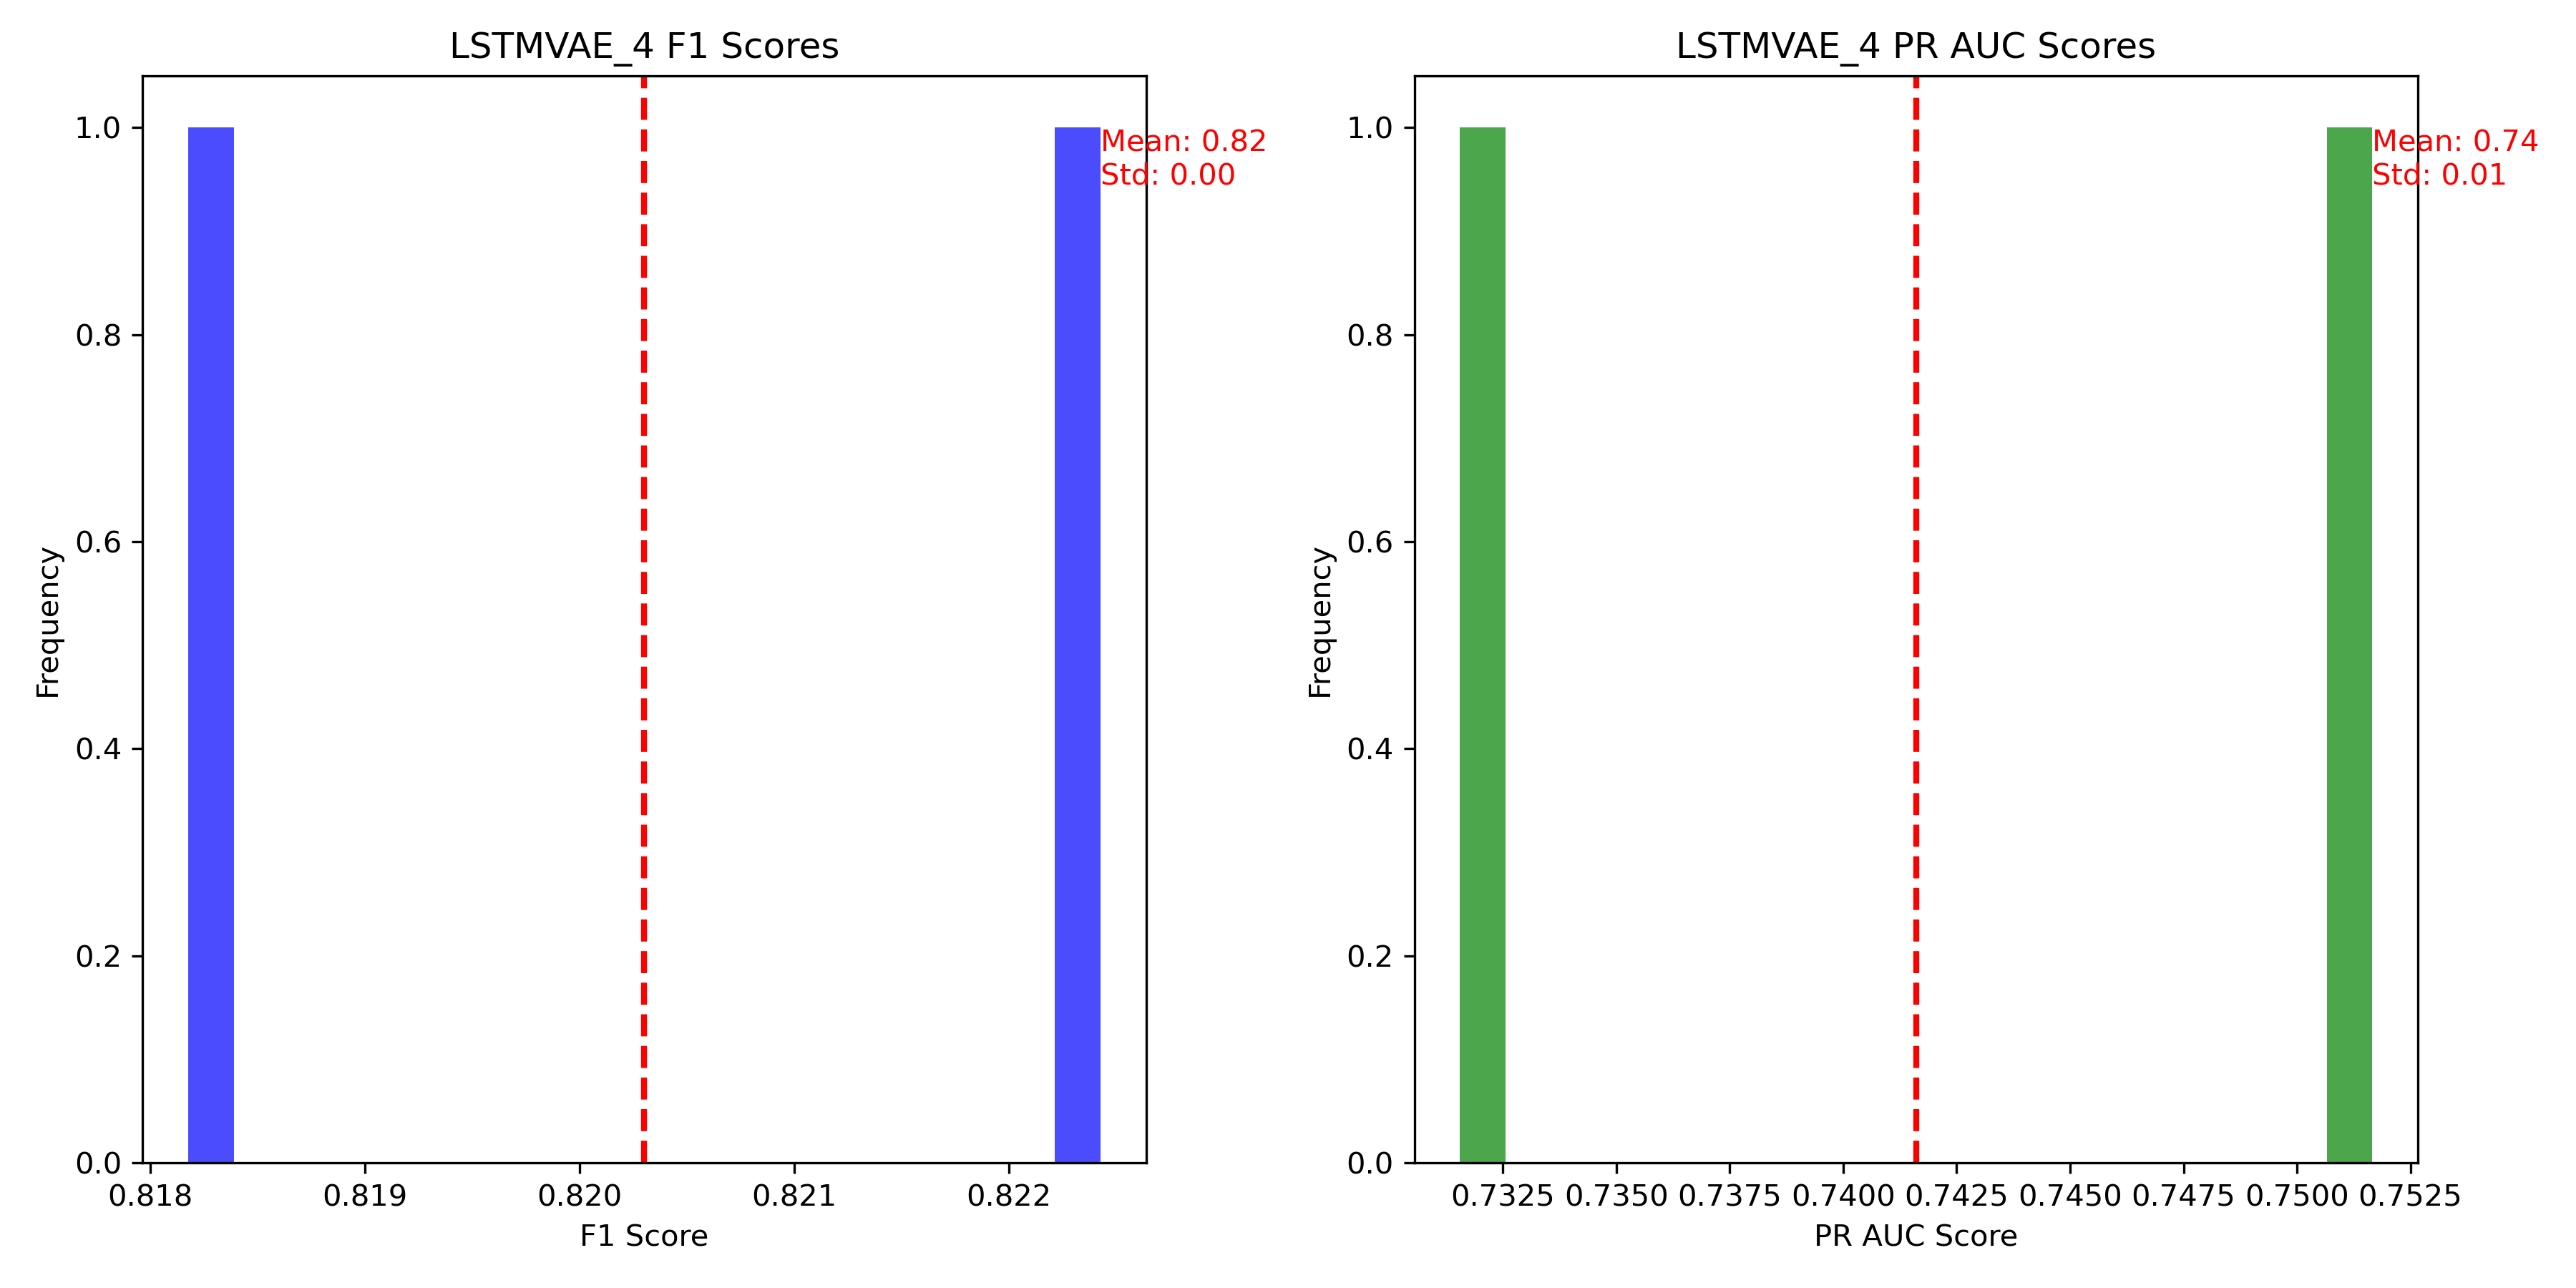 LSTMVAE_4 F1 Scores
1.0
0.8
0.6
0.4
0.2
0.0
Frequency
Mean: 0.82
Std: 0.00
0.818 0.819 0.820 0.821 0.822
F1 Score
LSTMVAE_4 PR AUC Scores
1.0
0.8
0.6
0.4
0.2
0.0
Frequency
Mean: 0.74
Std: 0.01
0.7325 0.7350 0.7375 0.7400 0.7425 0.7450 0.7475 0.7500 0.7525
PR AUC Score